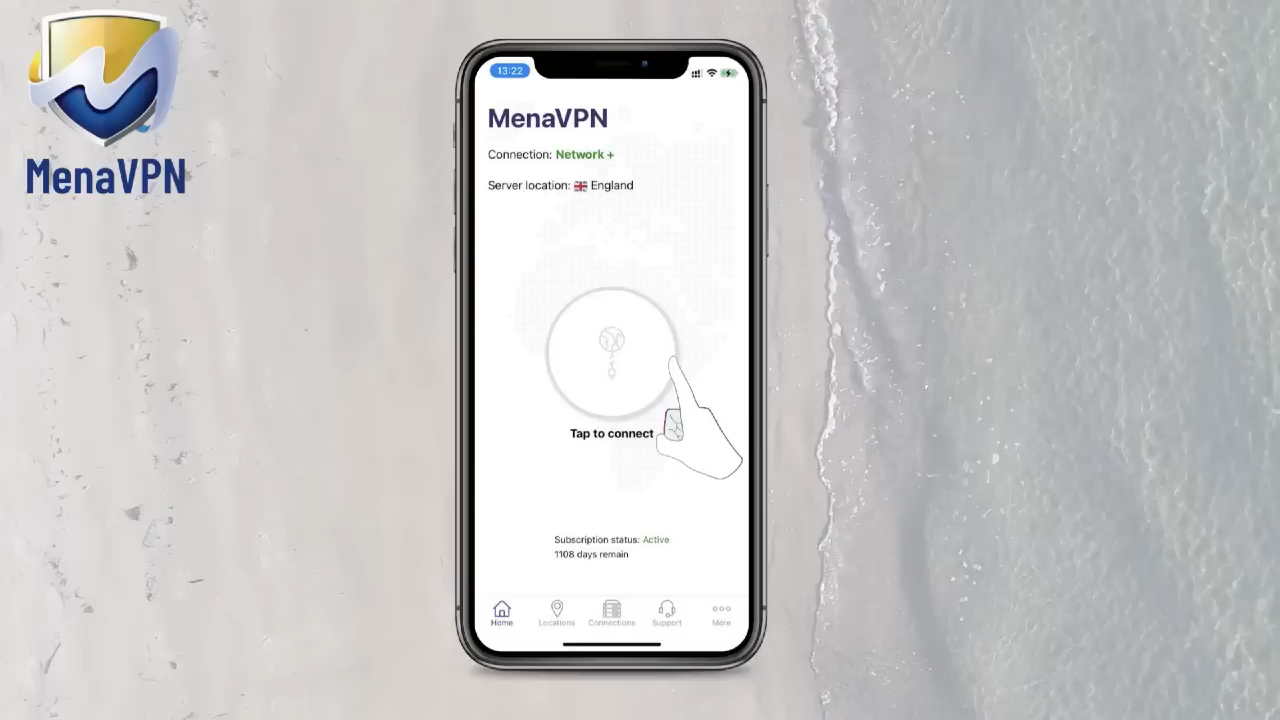 MenaVPN
13:22
MenaVPN
Connection: Network +
Server location: England
Tap to connect
Subscription status: Active
1108 days remain
Home Locations Connections Support More